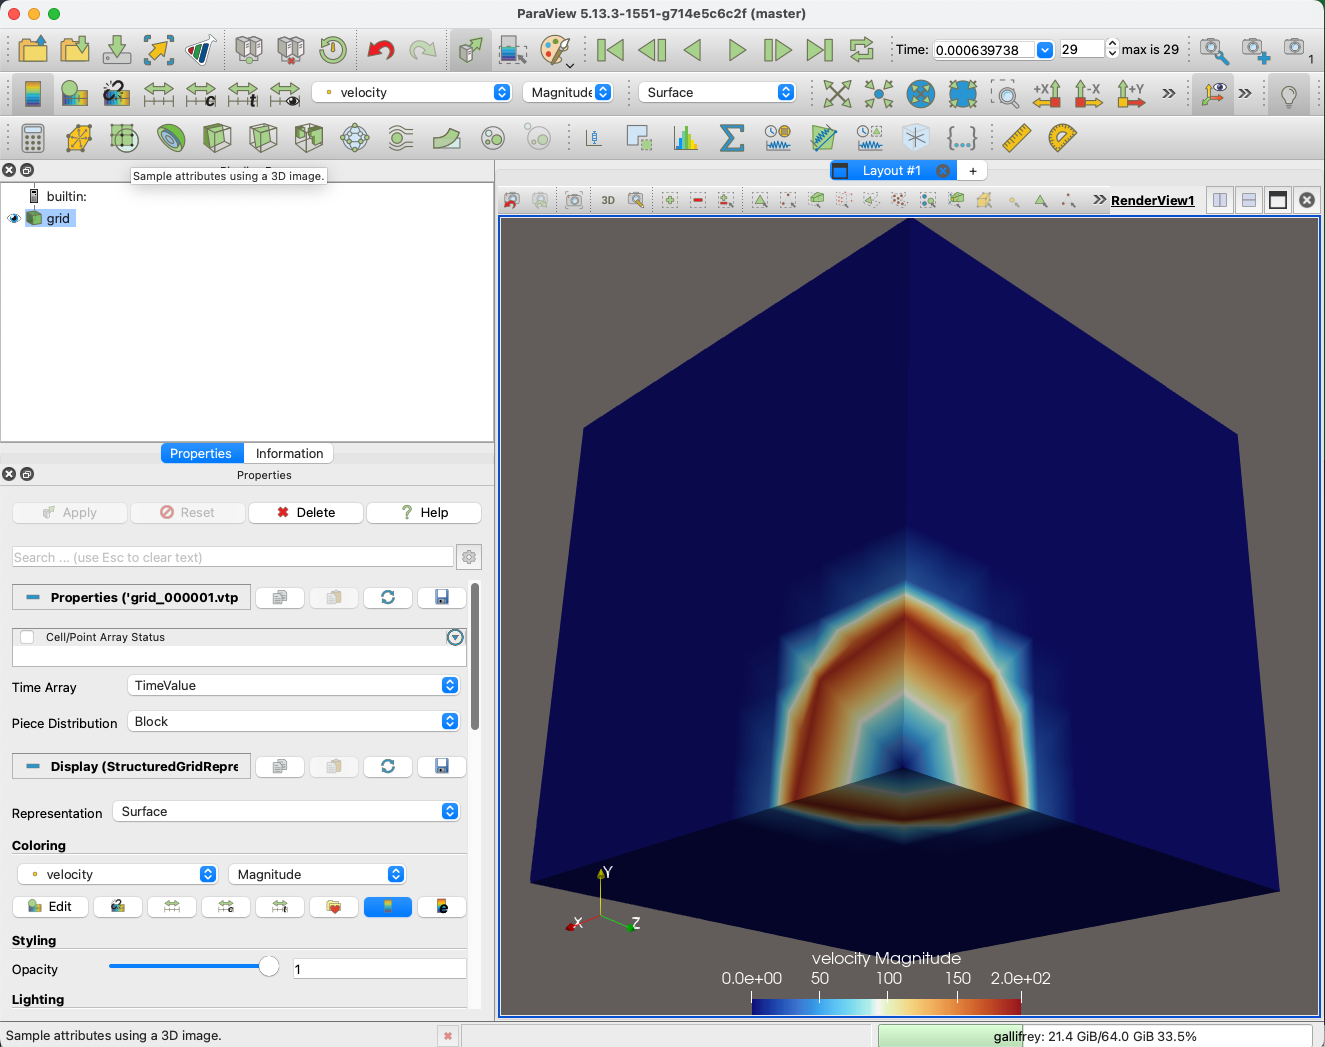 ParaView 5.13.3-1551-g714e5c6c2f (master)
Time: 0.000639738 29 max is 29
1
c t
velocity Magnitude Surface +X -X +Y »  »
Sample attributes using a 3D image.
Layout #1 +
builtin:
3D » RenderView1
grid
Properties Information
Properties
Apply Reset Delete ? Help
Search ... (use Esc to clear text)
Properties ('grid_000001.vtp
Cell/Point Array Status
Time Array TimeValue
Piece Distribution Block
Display (StructuredGridRepre
Representation Surface
Coloring
velocity Magnitude
Edit c t e
Styling
Opacity 1
Lighting
Y
X Z
velocity Magnitude
0.0e+00 50 100 150 2.0e+02
Sample attributes using a 3D image.
gallifrey: 21.4 GiB/64.0 GiB 33.5%